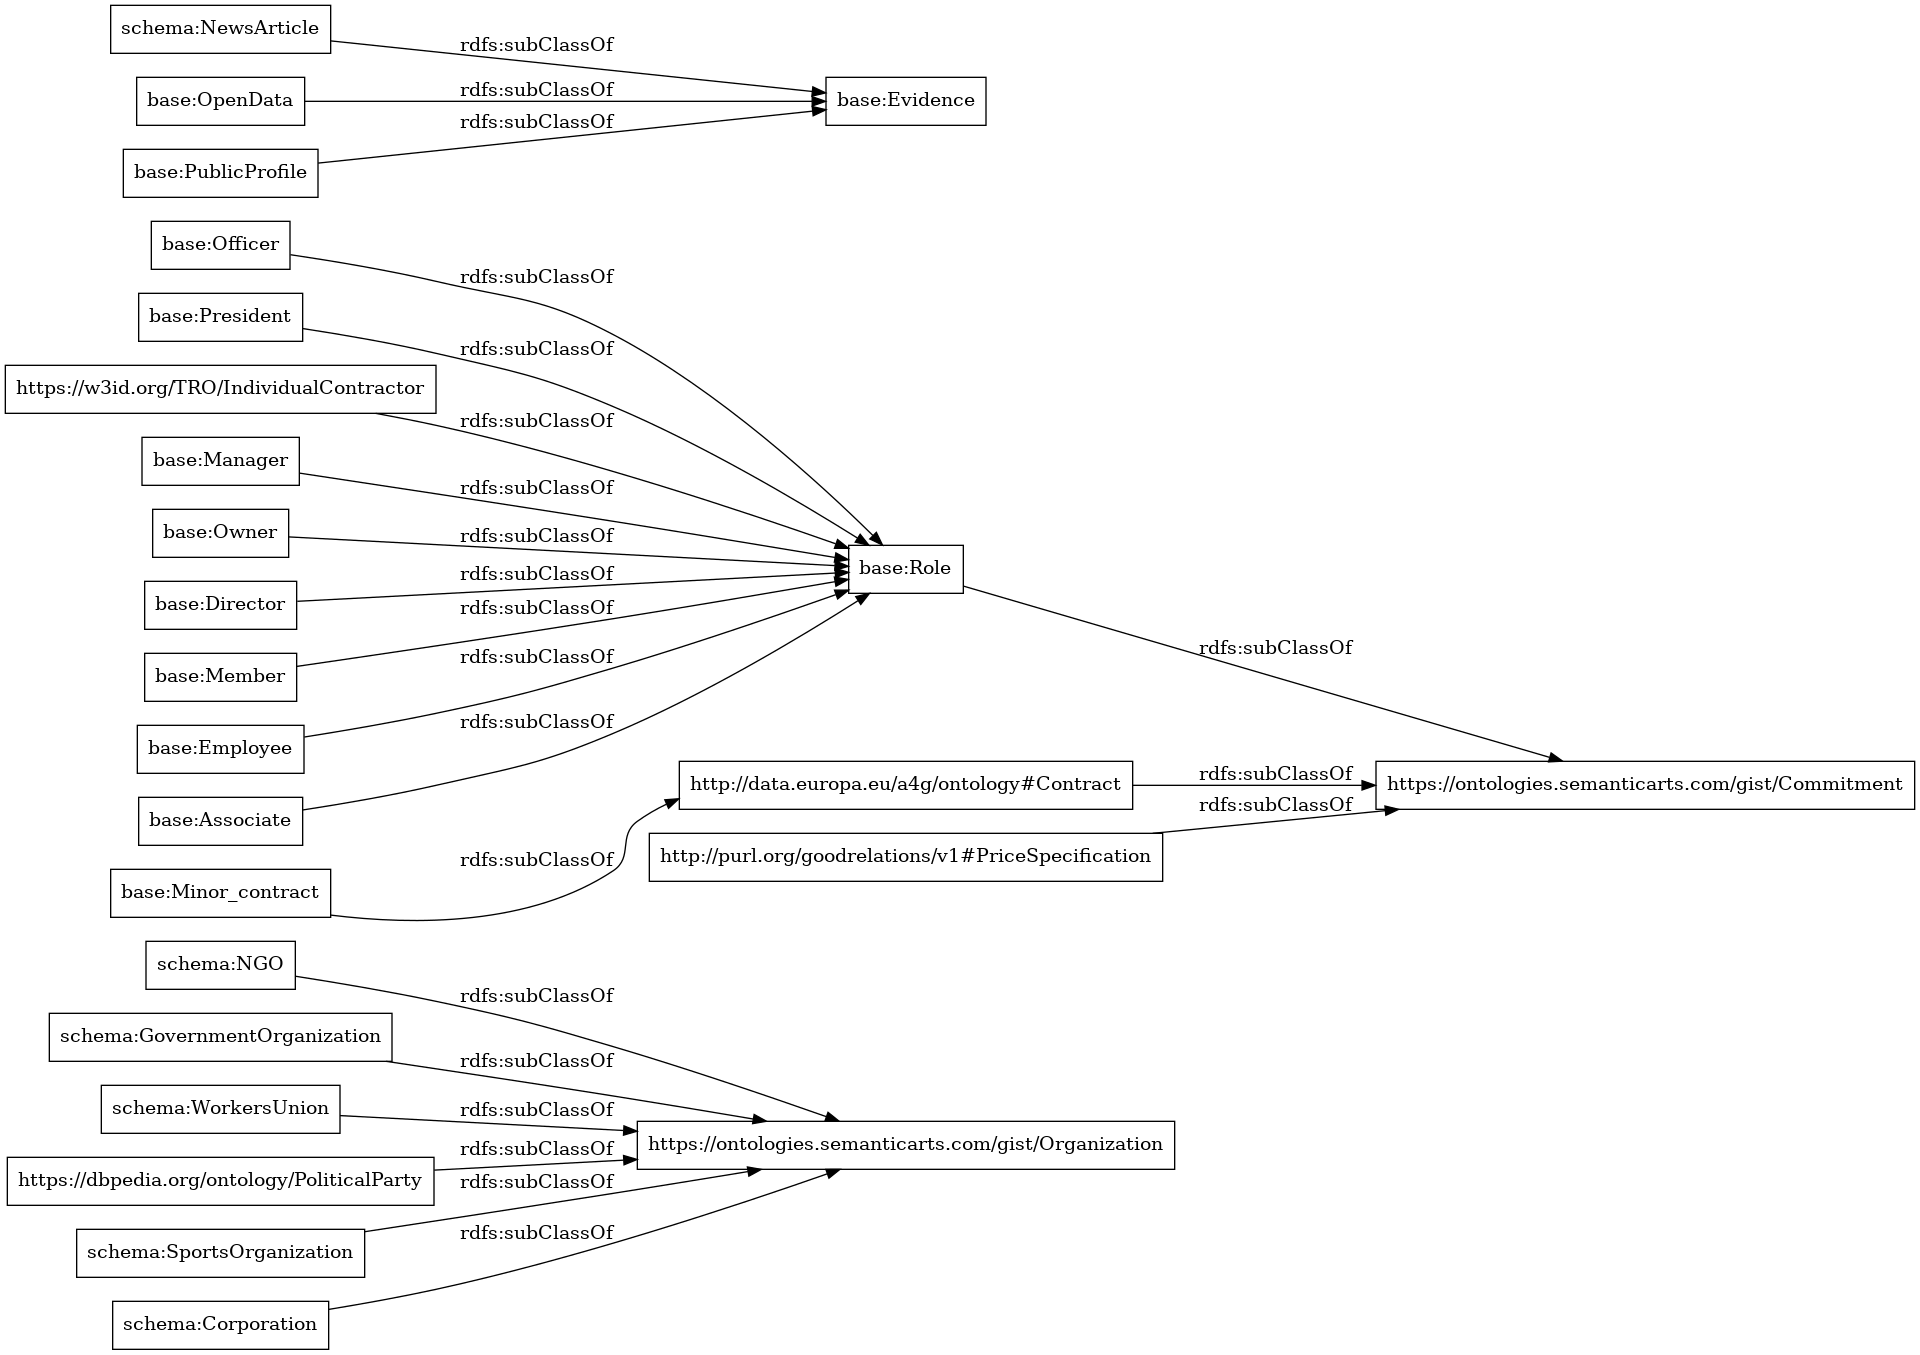 schema:NewsArticle
rdfs:subClassOf
base:OpenData
rdfs:subClassOf
base:Evidence
rdfs:subClassOf
base:PublicProfile
base:Officer
rdfs:subClassOf
base:President
rdfs:subClassOf
https://w3id.org/TRO/IndividualContractor
rdfs:subClassOf
base:Manager
rdfs:subClassOf
base:Owner
rdfs:subClassOf
base:Role
rdfs:subClassOf
base:Director
rdfs:subClassOf
rdfs:subClassOf
base:Member
rdfs:subClassOf
base:Employee
rdfs:subClassOf
http://data.europa.eu/a4g/ontology#Contract
rdfs:subClassOf
https://ontologies.semanticarts.com/gist/Commitment
rdfs:subClassOf
base:Associate
http://purl.org/goodrelations/v1#PriceSpecification
rdfs:subClassOf
base:Minor_contract
schema:NGO
rdfs:subClassOf
schema:GovernmentOrganization
rdfs:subClassOf
schema:WorkersUnion
rdfs:subClassOf
https://ontologies.semanticarts.com/gist/Organization
rdfs:subClassOf
https://dbpedia.org/ontology/PoliticalParty
rdfs:subClassOf
schema:SportsOrganization
rdfs:subClassOf
schema:Corporation